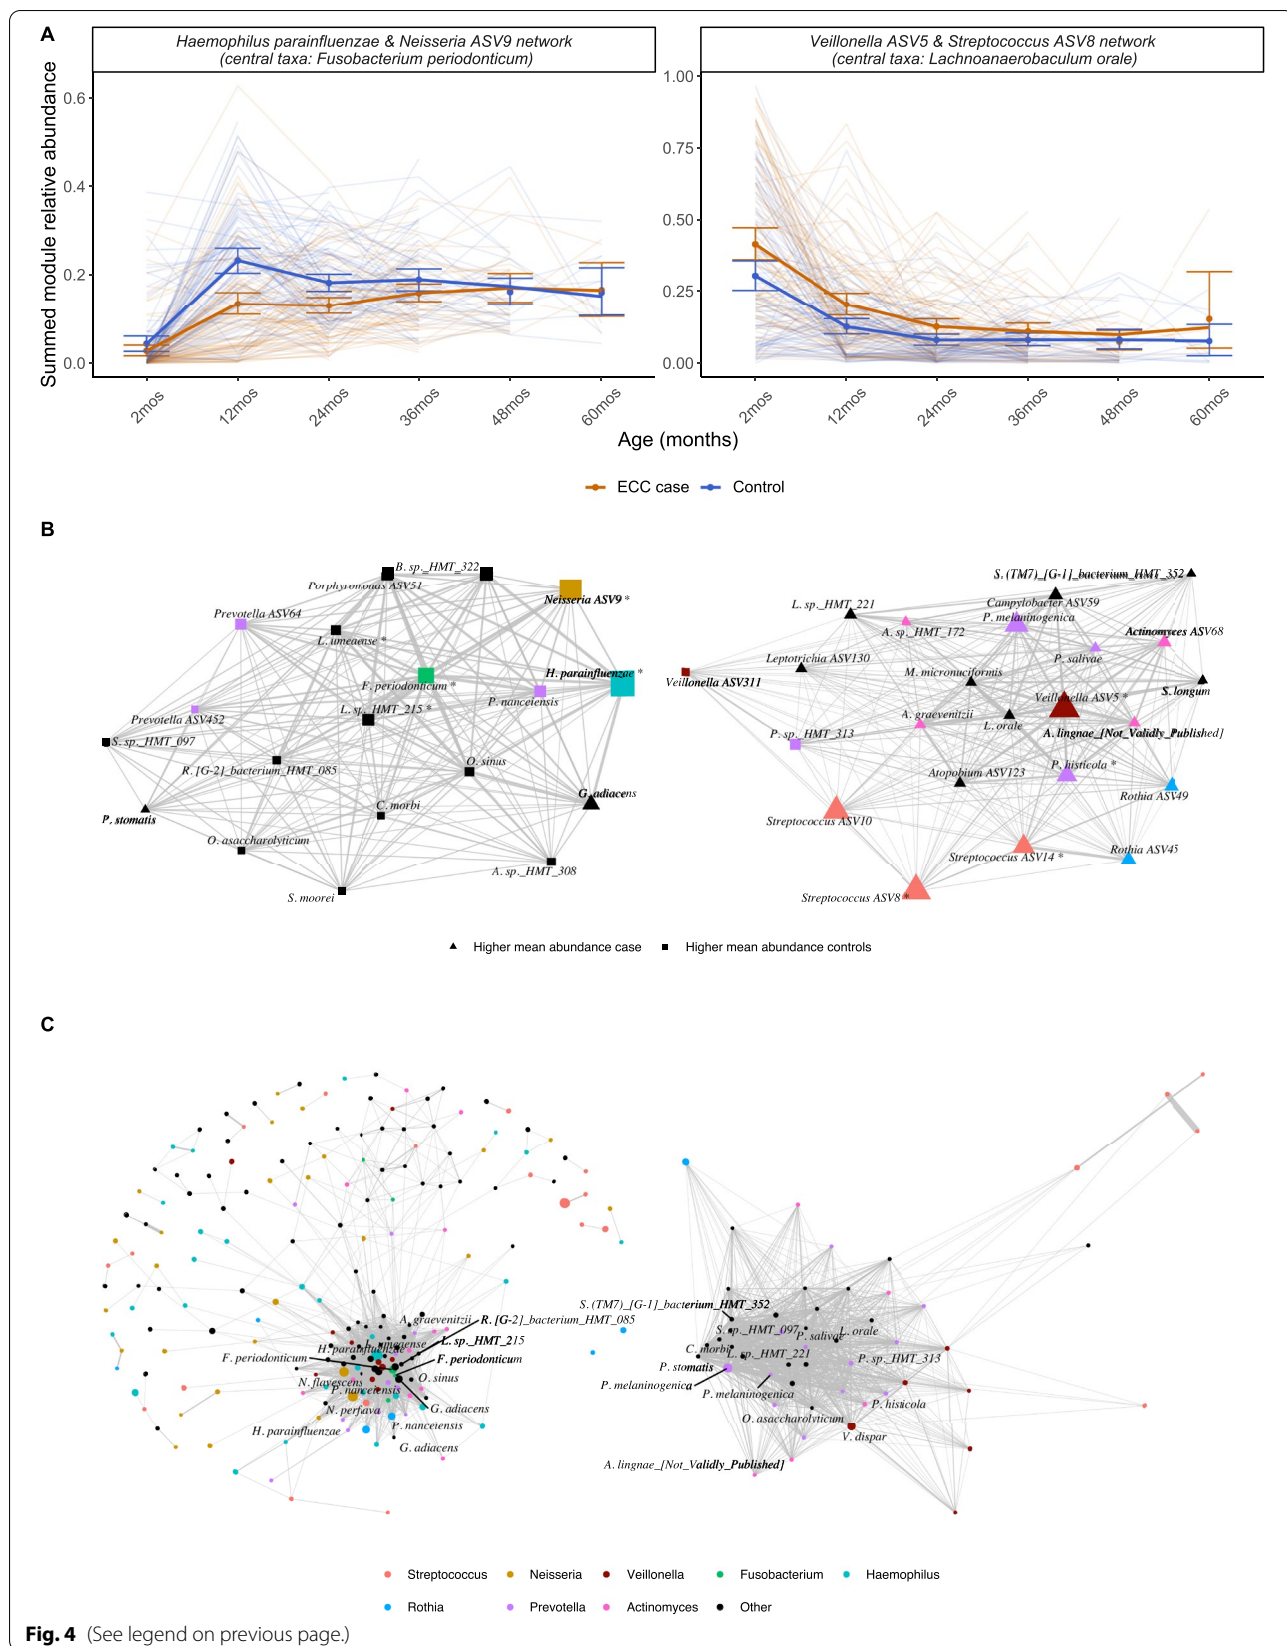 A
Haemophilus parainfluenzae & Neisseria ASV9 network
(central taxa: Fusobacterium periodonticum)
Veillonella ASV5 & Streptococcus ASV8 network
(central taxa: Lachnoanaerobaculum orale)
Summed module relative abundance
0.6
0.4
0.2
0.0
1.00
0.75
0.50
0.25
0.00
2mos
12mos
24mos
36mos
48mos
60mos
2mos
12mos
24mos
36mos
48mos
60mos
Age (months)
ECC case
Control
B
B. sp._HMT_322
Porphyromonas ASV51
Neisseria ASV9 *
Prevotella ASV64
L. umeaense *
H. parainfluenzae *
F. periodonticum *
P. nanceiensis
Prevotella ASV452
L. sp._HMT_215 *
S. sp._HMT_097
O. sinus
R. [G-2]_bacterium_HMT_085
G. adiacens
C. morbi
P. stomatis
O. asaccharolyticum
A. sp._HMT_308
S. moorei
S. (TM7)_[G-1]_bacterium_HMT_352
L. sp._HMT_221
Campylobacter ASV59
P. melaninogenica
A. sp._HMT_172
Actinomyces ASV68
Leptotrichia ASV130
P. salivae
M. micronuciformis
Veillonella ASV311
S. longum
Veillonella ASV5 *
A. graevenitzii
L. orale
P. sp._HMT_313
A. lingnae_[Not_Validly_Published]
Atopobium ASV123
P. histicola *
Rothia ASV49
Streptococcus ASV10
Streptococcus ASV14 *
Rothia ASV45
Streptococcus ASV8 *
Higher mean abundance case
Higher mean abundance controls
C
A. graevenitzii
R. [G-2]_bacterium_HMT_085
L. umeaense
L. sp._HMT_215
H. parainfluenzae
F. periodonticum
F. periodonticum
N. flavescens
O. sinus
P. nanceiensis
N. perflava
G. adiacens
H. parainfluenzae
P. nanceiensis
G. adiacens
S. (TM7)_[G-1]_bacterium_HMT_352
S. sp._HMT_097
P. salivae
L. orale
C. morbi
L. sp._HMT_221
P. sp._HMT_313
P. stomatis
P. melaninogenica
P. melaninogenica
P. histicola
O. asaccharolyticum
V. dispar
A. lingnae_[Not_Validly_Published]
Streptococcus
Neisseria
Veillonella
Fusobacterium
Haemophilus
Rothia
Prevotella
Actinomyces
Other
Fig. 4 (See legend on previous page.)